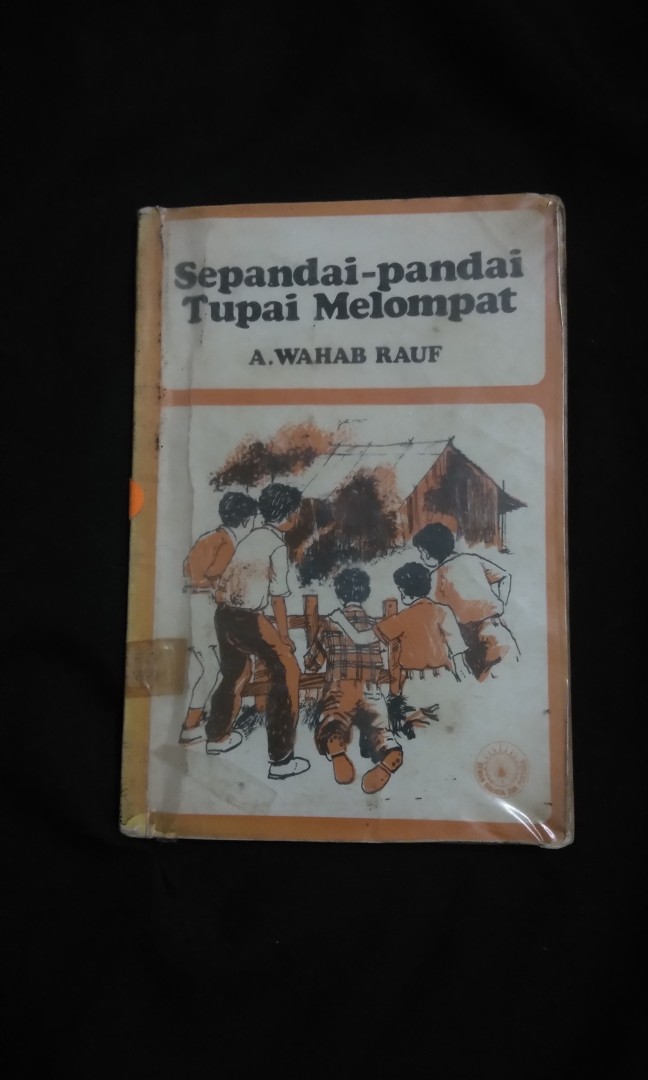 Sepandai-pandai
Tupai Melompat
A. WAHAB RAUF